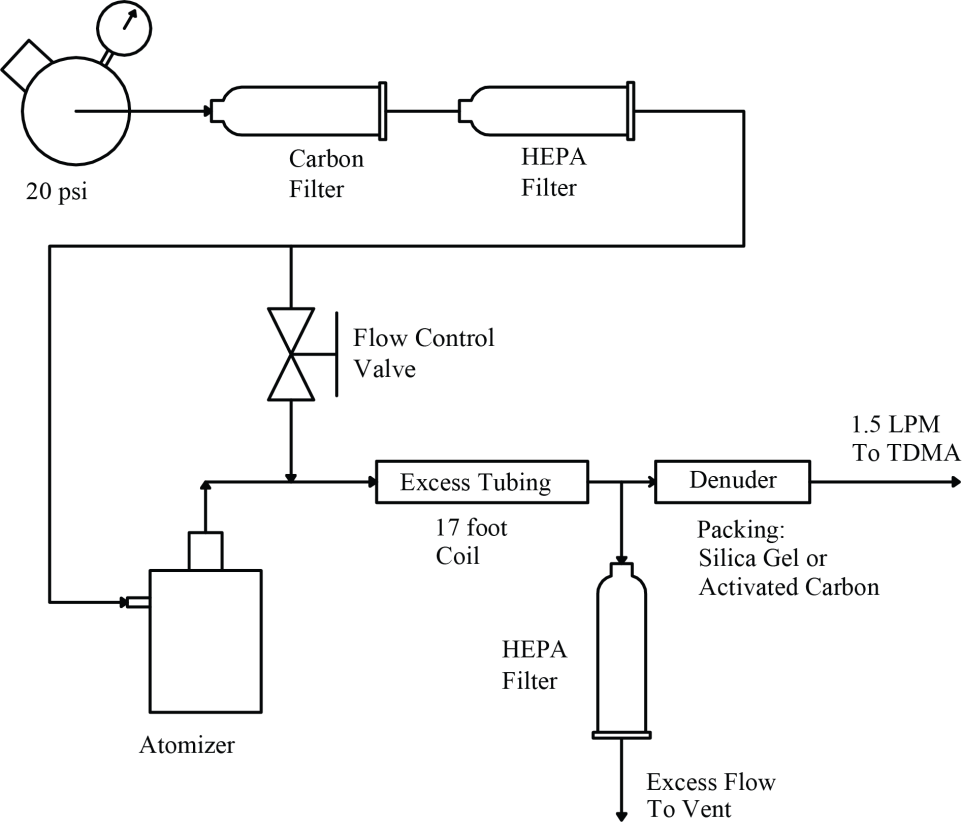 20 psi
Carbon
Filter
HEPA
Filter
Flow Control
Valve
1.5 LPM
To TDMA
Excess Tubing
Denuder
17 foot
Coil
Packing:
Silica Gel or
Activated Carbon
HEPA
Filter
Atomizer
Excess Flow
To Vent